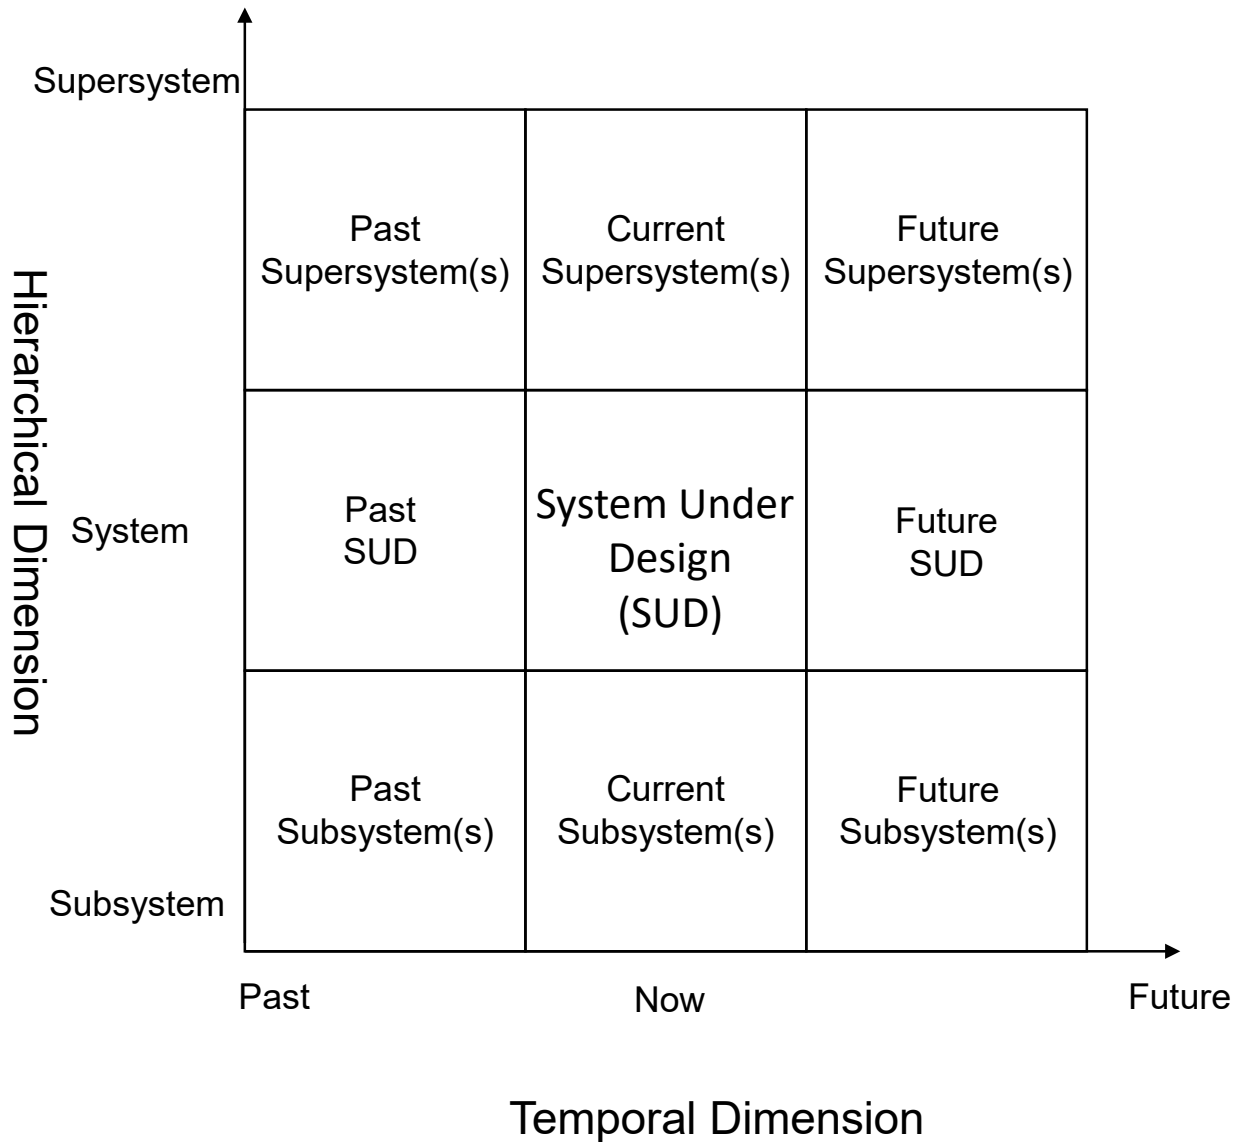 Supersystem
Past
Supersystem(s)
Current
Supersystem(s)
Future
Supersystem(s)
Hierarchical Dimension
System
Past
SUD
System Under
Design
(SUD)
Future
SUD
Past
Subsystem(s)
Current
Subsystem(s)
Future
Subsystem(s)
Subsystem
Past
Now
Future
Temporal Dimension